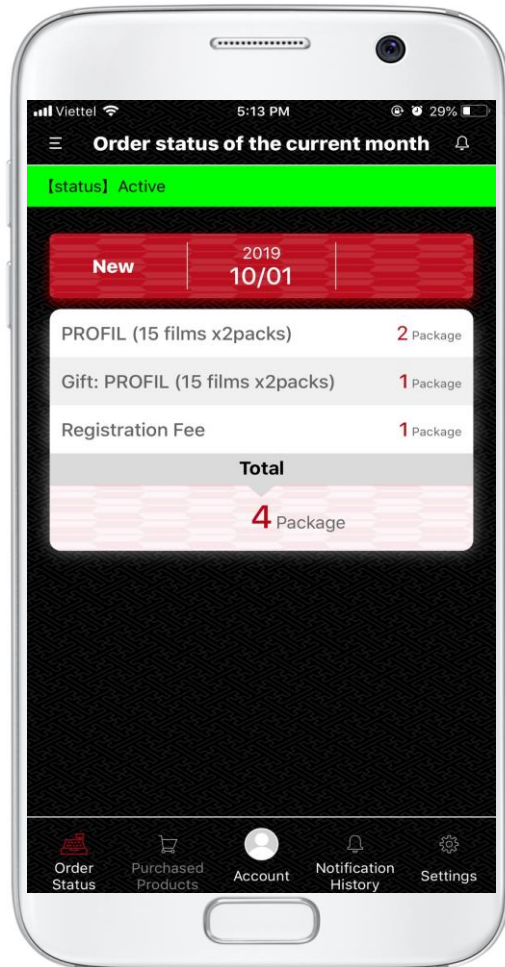 Viettel 5:13 PM 29%
Order status of the current month
【status】Active
New 2019
10/01
PROFIL (15 films x2packs) 2 Package
Gift: PROFIL (15 films x2packs) 1 Package
Registration Fee 1 Package
Total
4 Package
Order Status
Purchased Products
Account
Notification History
Settings